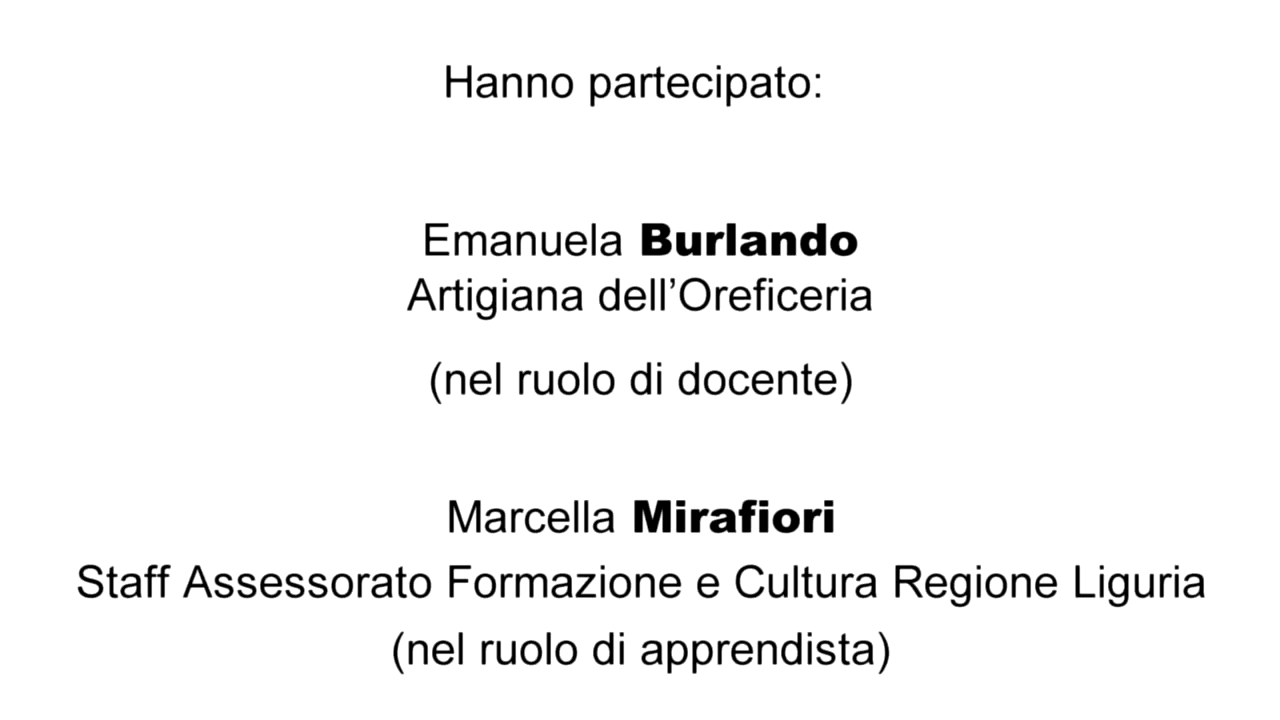 Hanno partecipato:
Emanuela Burlando
Artigiana dell’Oreficeria
(nel ruolo di docente)
Marcella Mirafiori
Staff Assessorato Formazione e Cultura Regione Liguria
(nel ruolo di apprendista)